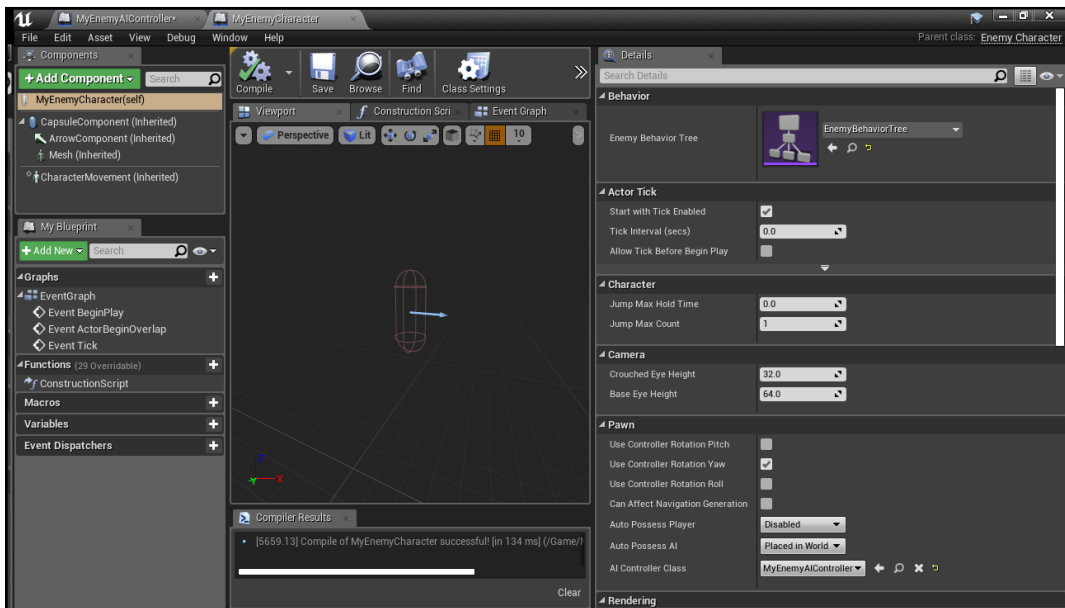 MyEnemyAIController•
MyEnemyCharacter
File Edit Asset View Debug Window Help
Parent class: Enemy Character
Components
+Add Component
Search
MyEnemyCharacter(self)
CapsuleComponent (Inherited)
ArrowComponent (Inherited)
Mesh (Inherited)
CharacterMovement (Inherited)
My Blueprint
+Add New
Search
Graphs
EventGraph
Event BeginPlay
Event ActorBeginOverlap
Event Tick
Functions (29 Overridable)
ConstructionScript
Macros
Variables
Event Dispatchers
Compile
Save
Browse
Find
Class Settings
Viewport
Construction Scri
Event Graph
Perspective
Lit
10
Z
X
Compiler Results
[5659.13] Compile of MyEnemyCharacter successful! [in 134 ms] (/Game/
Clear
Details
Search Details
Behavior
Enemy Behavior Tree
EnemyBehaviorTree
Actor Tick
Start with Tick Enabled
Tick Interval (secs) 0.0
Allow Tick Before Begin Play
Character
Jump Max Hold Time 0.0
Jump Max Count 1
Camera
Crouched Eye Height 32.0
Base Eye Height 64.0
Pawn
Use Controller Rotation Pitch
Use Controller Rotation Yaw
Use Controller Rotation Roll
Can Affect Navigation Generation
Auto Possess Player Disabled
Auto Possess AI Placed in World
AI Controller Class MyEnemyAIController
Rendering